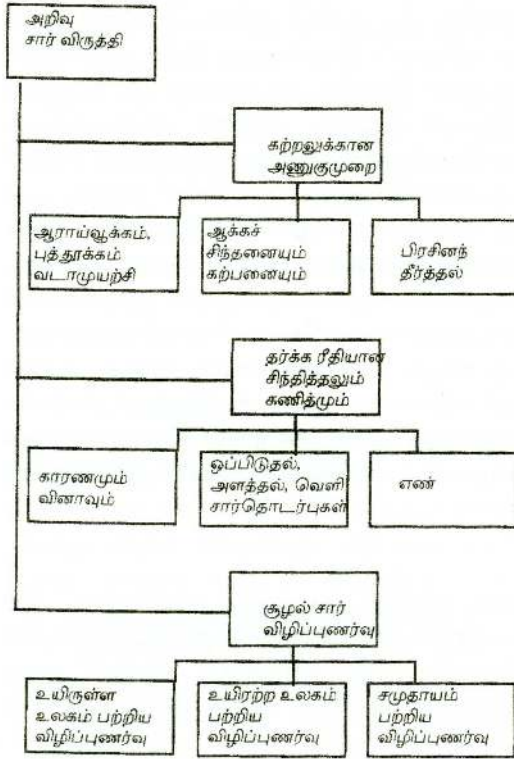 அறிவு
சார் விருத்தி
கற்றலுக்கான
அணுகுமுறை
ஆராய்வூக்கம்,
புத்தூக்கம்
வடாமுயற்சி
ஆக்கச்
சிந்தனையும்
கற்பனையும்
பிரசினந்
தீர்த்தல்
தர்க்க ரீதியான
சிந்தித்தலும்
கணித்மும்
காரணமும்
வினாவும்
ஒப்பிடுதல்,
அளத்தல், வெளி
சார்தொடர்புகள்
எண்
சூழல் சார்
விழிப்புணர்வு
உயிருள்ள
உலகம் பற்றிய
விழிப்புணர்வு
உயிரற்ற உலகம்
பற்றிய
விழிப்புணர்வு
சமுதாயம்
பற்றிய
விழிப்புணர்வு